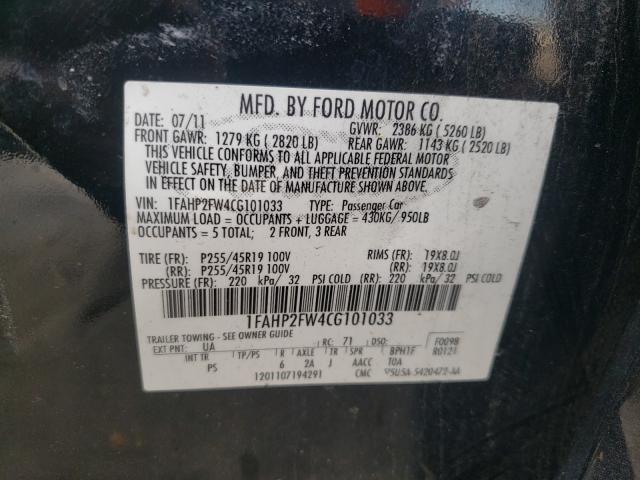 MFD. BY FORD MOTOR CO.
DATE: 07/11 GVWR: 2386 KG ( 5260 LB)
FRONT GAWR: 1279 KG ( 2820 LB) REAR GAWR: 1143 KG ( 2520 LB)
THIS VEHICLE CONFORMS TO ALL APPLICABLE FEDERAL MOTOR
VEHICLE SAFETY, BUMPER, AND THEFT PREVENTION STANDARDS
IN EFFECT ON THE DATE OF MANUFACTURE SHOWN ABOVE.
VIN: 1FAHP2FW4CG101033 TYPE: Passenger Car
MAXIMUM LOAD = OCCUPANTS + LUGGAGE = 430KG/950LB
OCCUPANTS = 5 TOTAL; 2 FRONT, 3 REAR
TIRE (FR): P255/45R19 100V RIMS (FR): 19X8.0J
(RR): P255/45R19 100V (RR): 19X8.0J
PRESSURE (FR): 220 kPa/ 32 PSI COLD (RR): 220 kPa/ 32 PSI COLD
1FAHP2FW4CG101033
TRAILER TOWING - SEE OWNER GUIDE
EXT PNT: UA RC: 71 DSO: F0098
INT TR TP/PS R AXLE TR SPR BPHTF R0121
PS 6 2A J AACC TOA
1201107194291 CMC 5U5A-5420472-AA